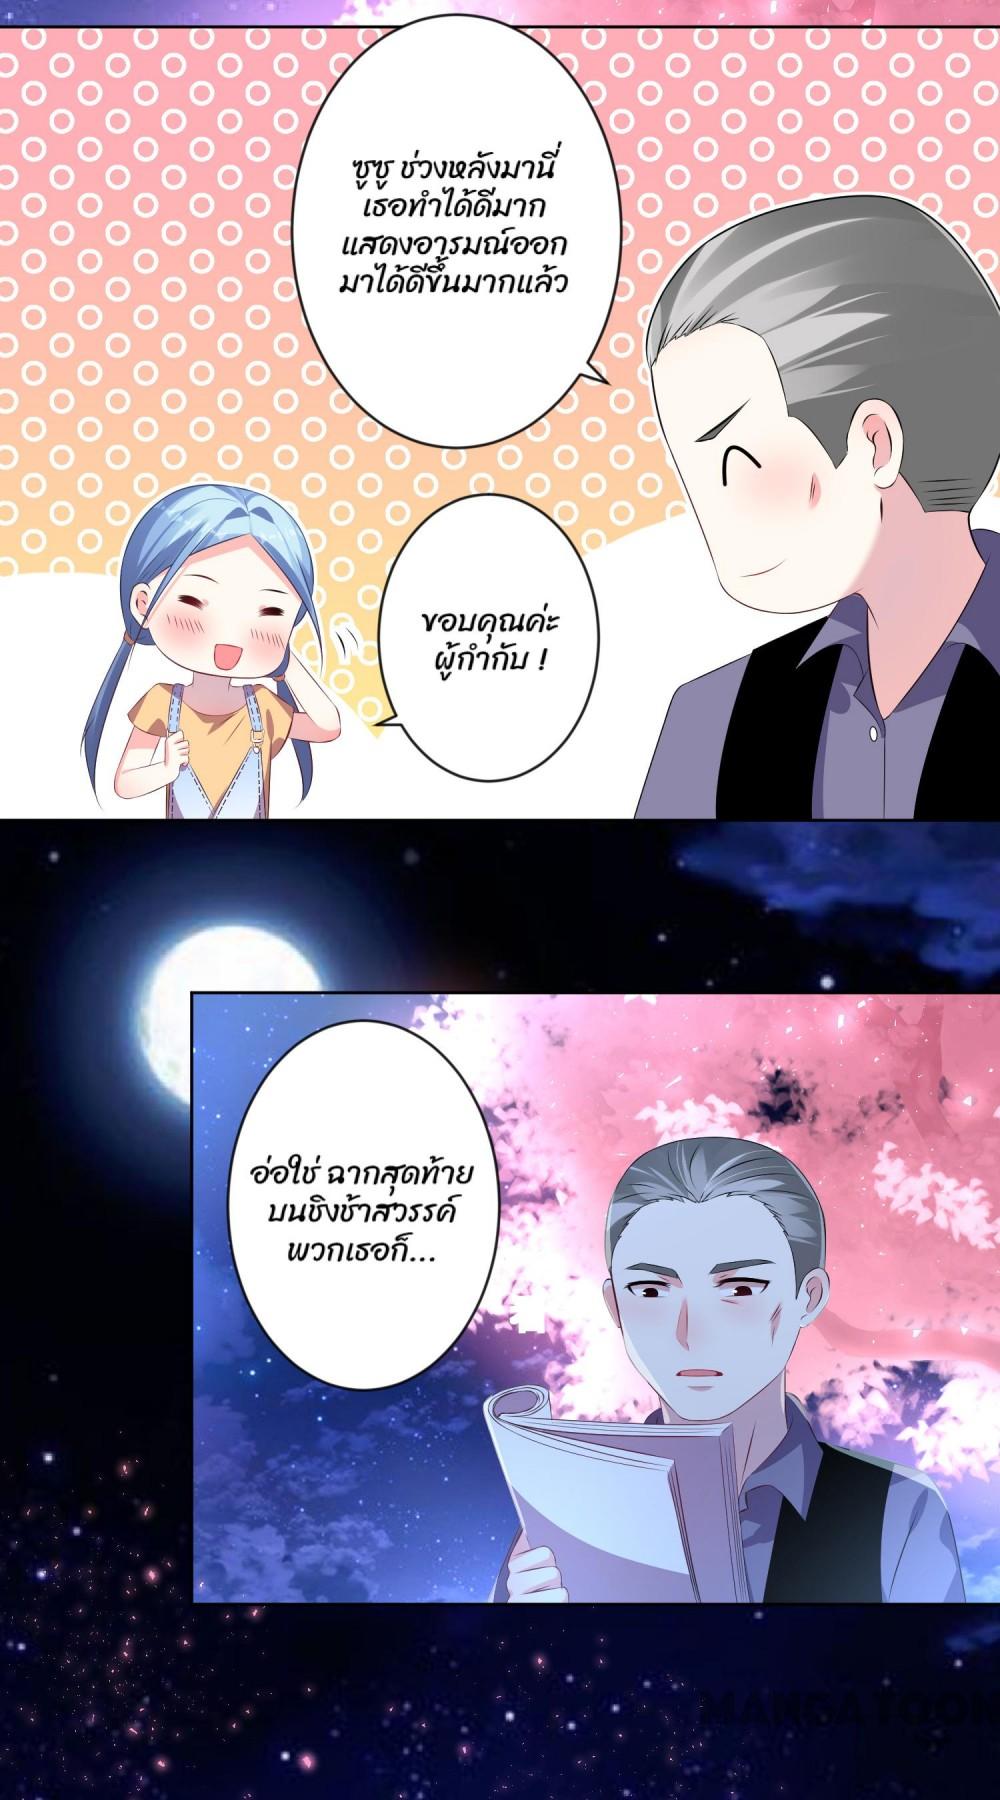 ซูซู ช่วงหลังมานี่
เธอทำได้ดีมาก
แสดงอารมณ์ออก
มาได้ดีขึ้นมากแล้ว
ขอบคุณค่ะ
ผู้กำกับ !
อ่อใช่ ฉากสุดท้าย
บนชิงช้าสวรรค์
พวกเธอก็...
MANGATOON